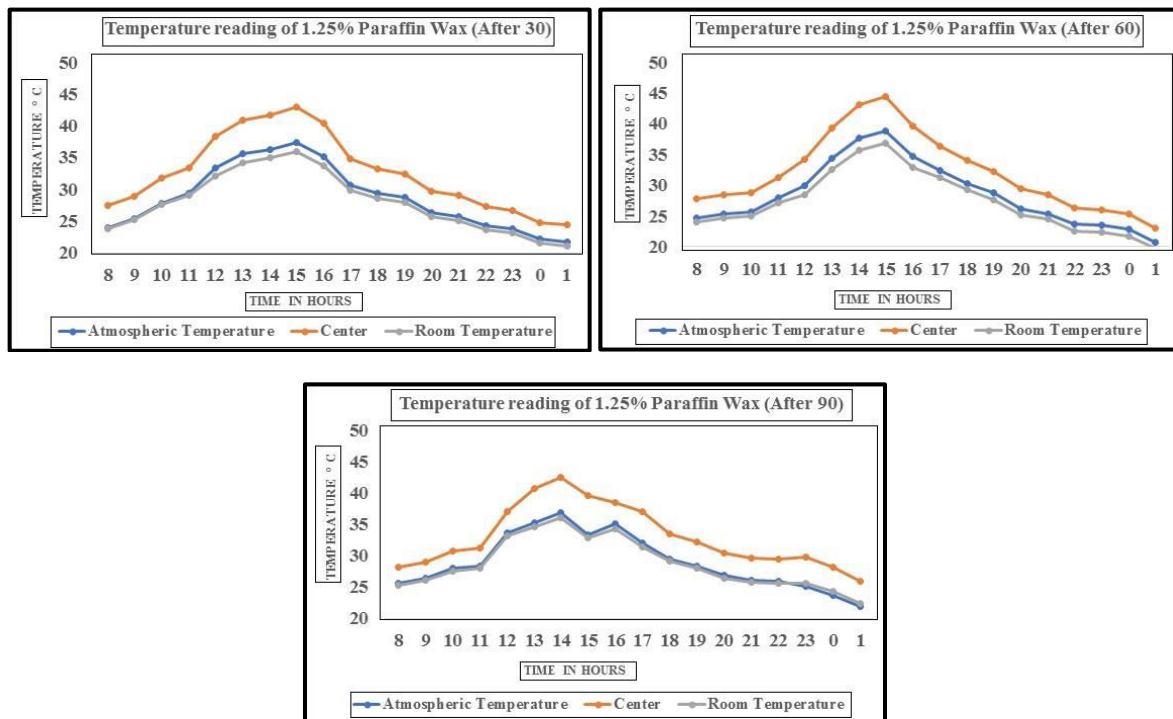 Temperature reading of 1.25% Paraffin Wax (After 30)
50
45
40
35
30
25
20
TEMPERATURE ° C
8 9 10 11 12 13 14 15 16 17 18 19 20 21 22 23 0 1
TIME IN HOURS
Atmospheric Temperature Center Room Temperature
Temperature reading of 1.25% Paraffin Wax (After 60)
50
45
40
35
30
25
20
TEMPERATURE ° C
8 9 10 11 12 13 14 15 16 17 18 19 20 21 22 23 0 1
TIME IN HOURS
Atmospheric Temperature Center Room Temperature
Temperature reading of 1.25% Paraffin Wax (After 90)
50
45
40
35
30
25
20
TEMPERATURE ° C
8 9 10 11 12 13 14 15 16 17 18 19 20 21 22 23 0 1
TIME IN HOURS
Atmospheric Temperature Center Room Temperature